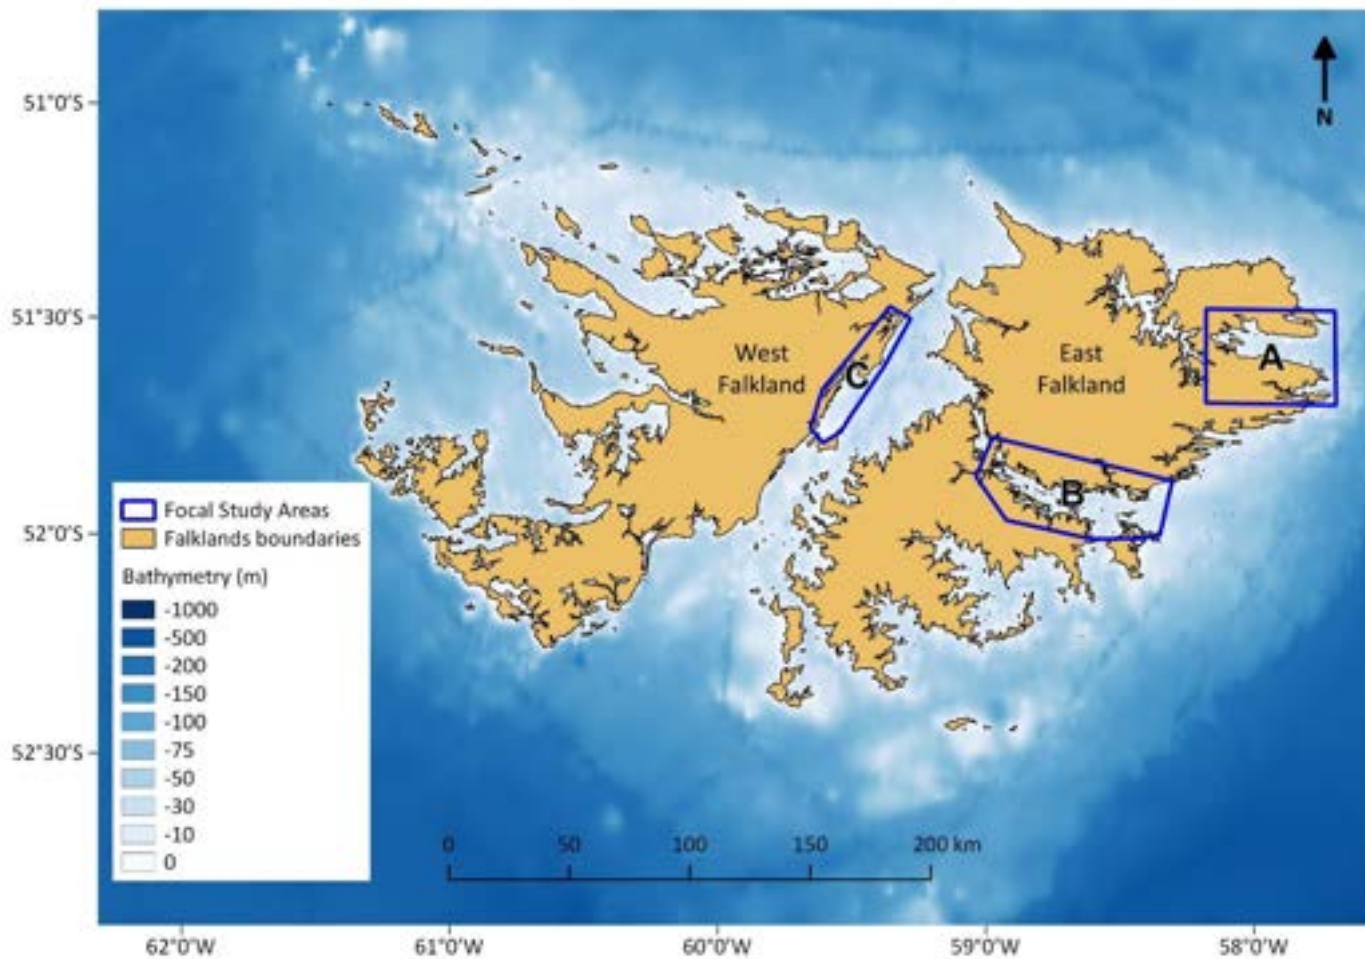 N
51°0'S
51°30'S
52°0'S
52°30'S
West
Falkland
East
Falkland
A
B
C
Focal Study Areas
Falklands boundaries
Bathymetry (m)
-1000
-500
-200
-150
-100
-75
-50
-30
-10
0
0 50 100 150 200 km
62°0'W 61°0'W 60°0'W 59°0'W 58°0'W